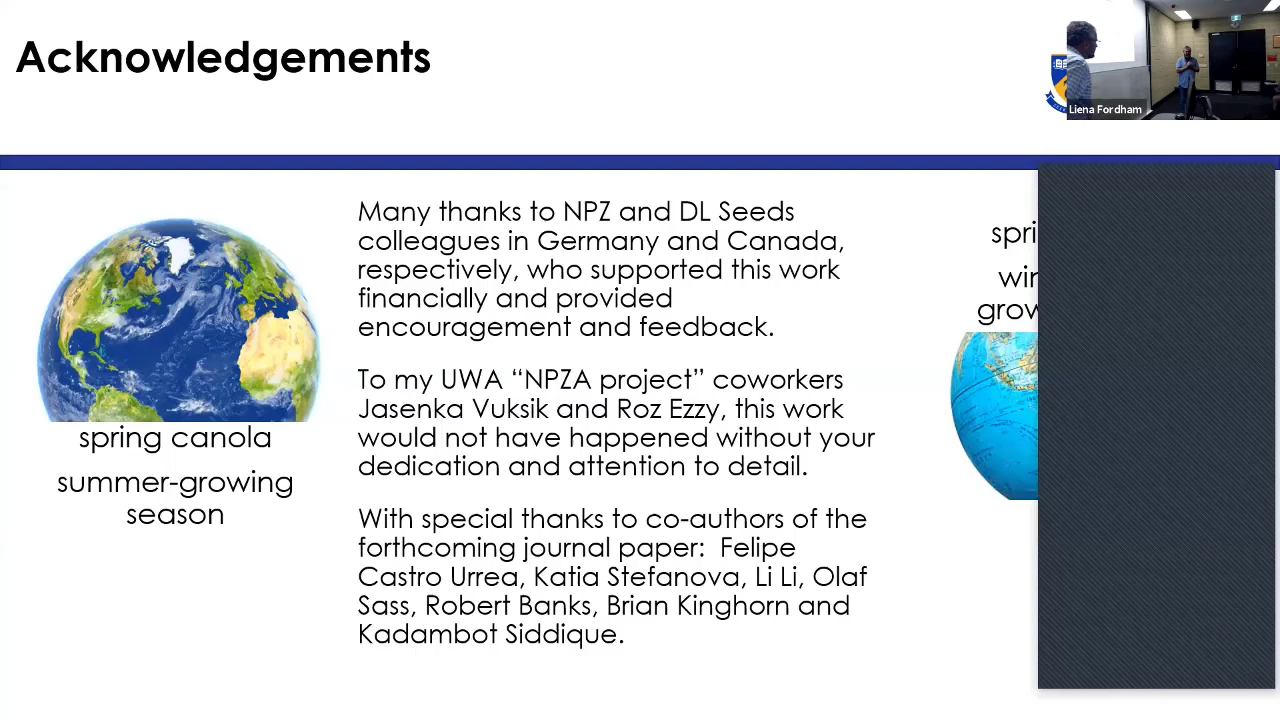 Acknowledgements
Liena Fordham
Many thanks to NPZ and DL Seeds
colleagues in Germany and Canada,
respectively, who supported this work
financially and provided
encouragement and feedback.
To my UWA “NPZA project” coworkers
Jasenka Vuksik and Roz Ezzy, this work
would not have happened without your
dedication and attention to detail.
With special thanks to co-authors of the
forthcoming journal paper:  Felipe
Castro Urrea, Katia Stefanova, Li Li, Olaf
Sass, Robert Banks, Brian Kinghorn and
Kadambot Siddique.
spring canola
summer-growing
season